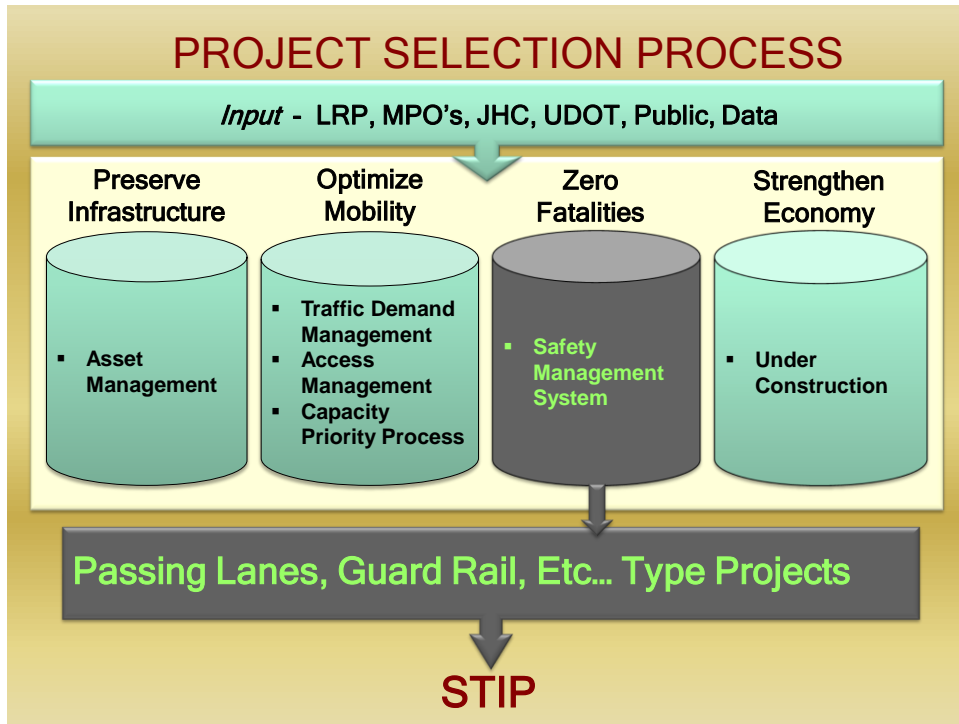 PROJECT SELECTION PROCESS
Input - LRP, MPO’s, JHC, UDOT, Public, Data
Preserve
Infrastructure
Optimize
Mobility
Zero
Fatalities
Strengthen
Economy
▪ Asset
Management
▪ Traffic Demand
Management
▪ Access
Management
▪ Capacity
Priority Process
▪ Safety
Management
System
▪ Under
Construction
Passing Lanes, Guard Rail, Etc… Type Projects
STIP